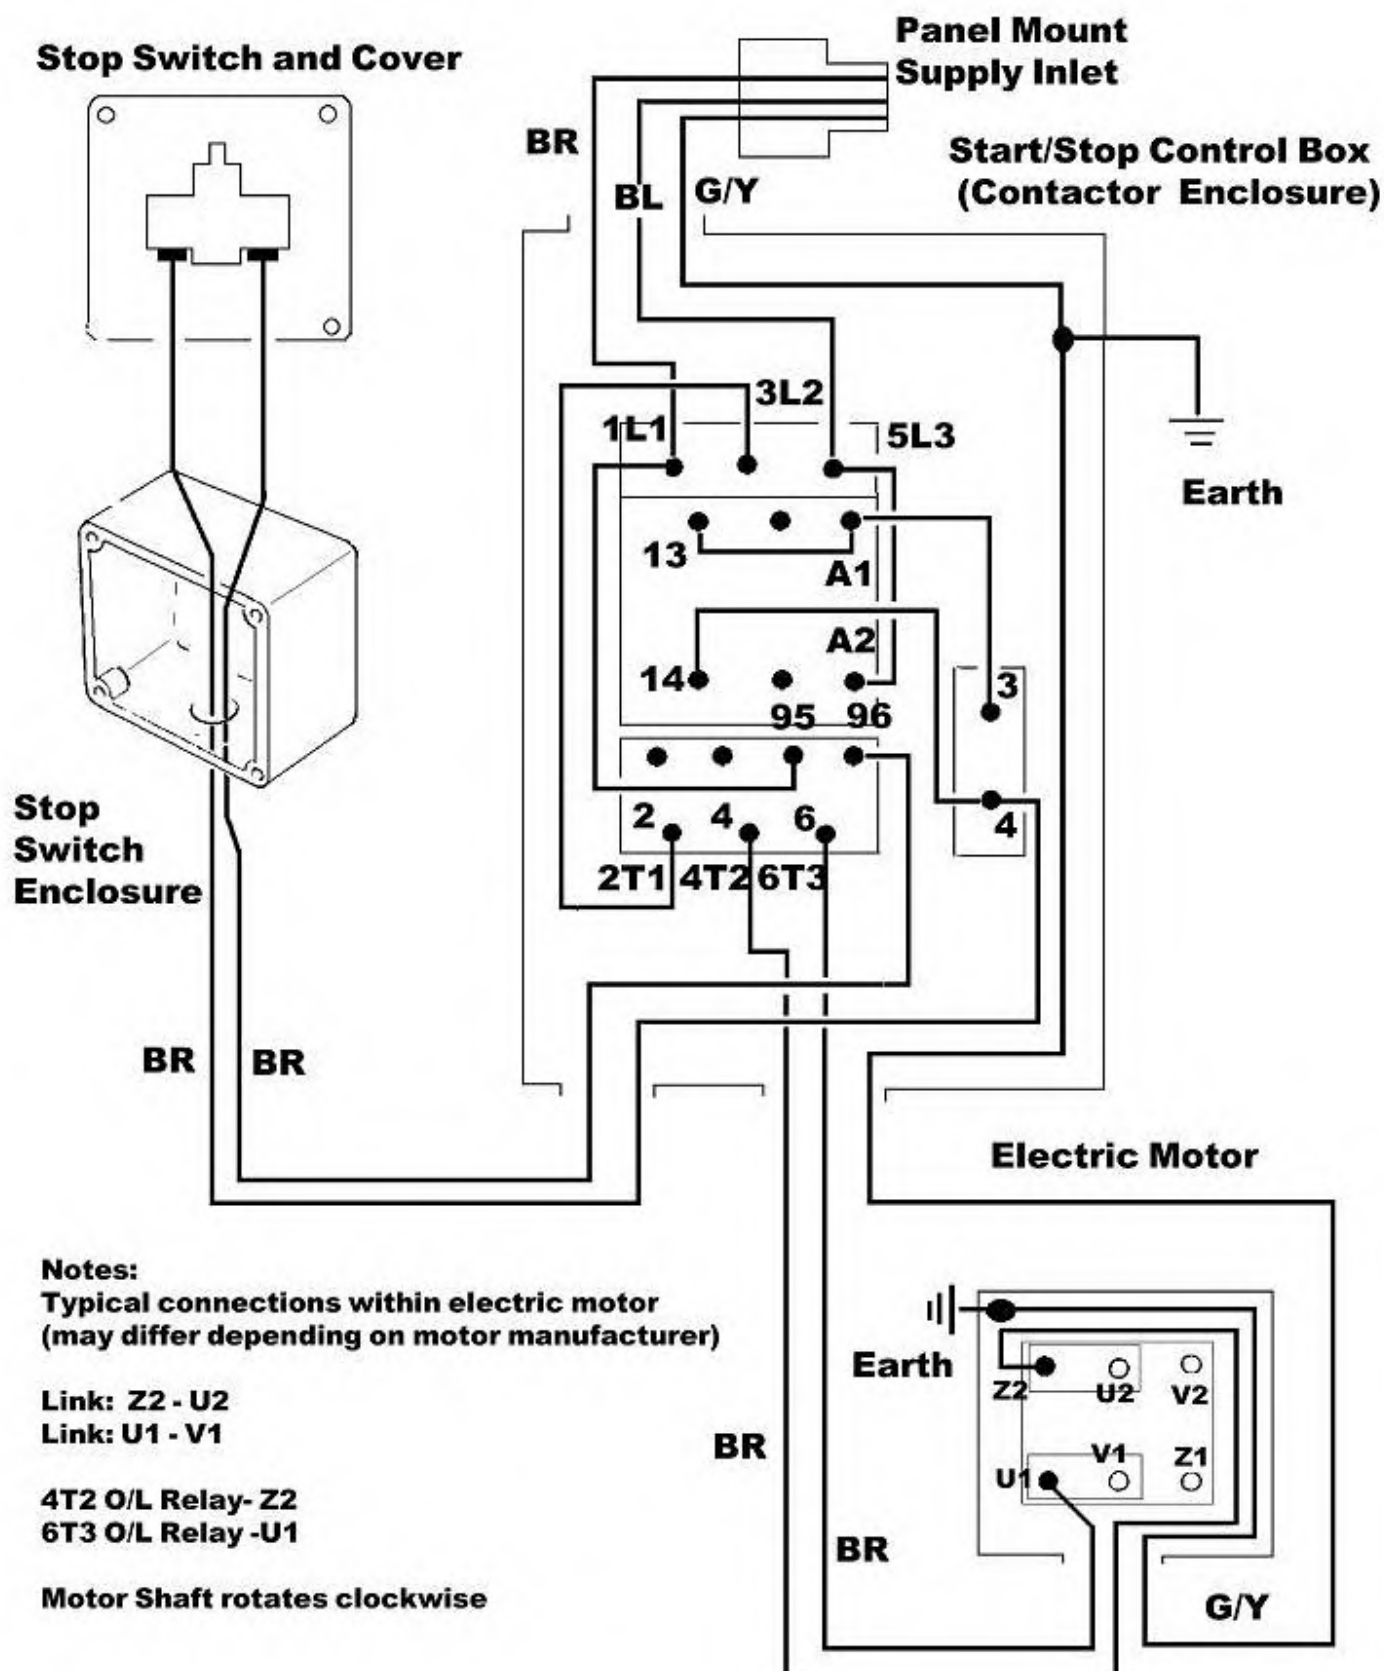 Stop Switch and Cover
Panel Mount
Supply Inlet
BR
BL
G/Y
Start/Stop Control Box
(Contactor Enclosure)
3L2
1L1
5L3
Earth
13
A1
A2
14
95
96
3
2
4
6
4
2T1
4T2
6T3
Stop
Switch
Enclosure
BR
BR
Electric Motor
Notes:
Typical connections within electric motor
(may differ depending on motor manufacturer)
Link: Z2 - U2
Link: U1 - V1
4T2 O/L Relay- Z2
6T3 O/L Relay -U1
Motor Shaft rotates clockwise
Earth
Z2
U2
V2
V1
Z1
U1
BR
BR
G/Y